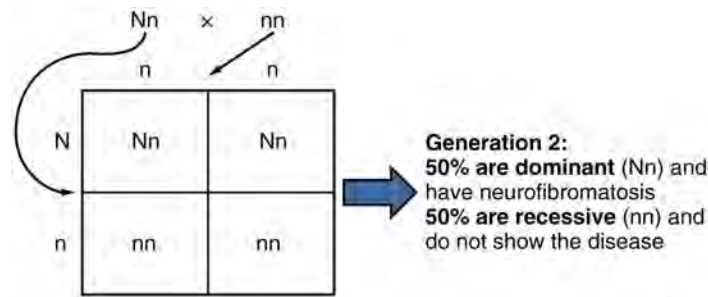 Nn × nn
n n
N Nn Nn
n nn nn
Generation 2:
50% are dominant (Nn) and
have neurofibromatosis
50% are recessive (nn) and
do not show the disease